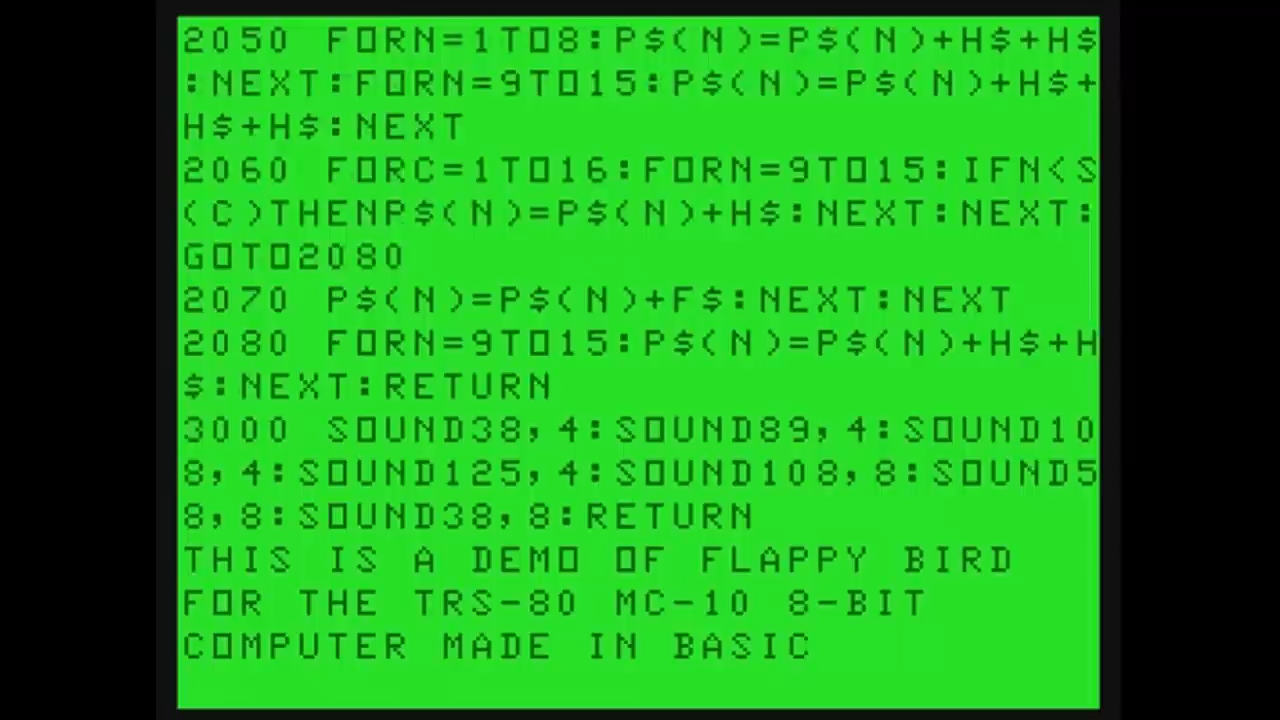 2050 FORN=1TO8:P$(N)=P$(N)+H$+H$
:NEXT:FORN=9TO15:P$(N)=P$(N)+H$+
H$+H$:NEXT
2060 FORC=1TO16:FORN=9TO15:IFN<S
(C)THENP$(N)=P$(N)+H$:NEXT:NEXT:
GOTO2080
2070 P$(N)=P$(N)+F$:NEXT:NEXT
2080 FORN=9TO15:P$(N)=P$(N)+H$+H
$:NEXT:RETURN
3000 SOUND38,4:SOUND89,4:SOUND10
8,4:SOUND125,4:SOUND108,8:SOUND5
8,8:SOUND38,8:RETURN
THIS IS A DEMO OF FLAPPY BIRD
FOR THE TRS-80 MC-10 8-BIT
COMPUTER MADE IN BASIC